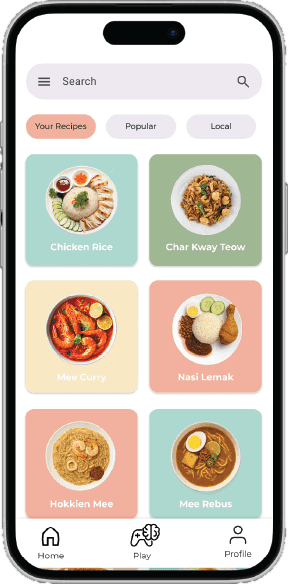 Search
Your Recipes Popular Local
Chicken Rice Char Kway Teow
Mee Curry Nasi Lemak
Hokkien Mee Mee Rebus
Home Play Profile